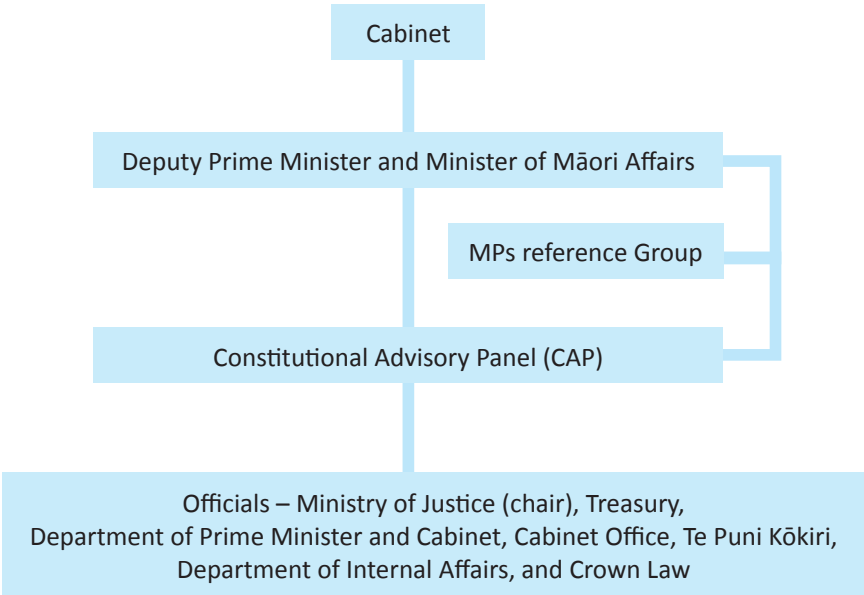 Cabinet
Deputy Prime Minister and Minister of Māori Affairs
MPs reference Group
Constitutional Advisory Panel (CAP)
Officials – Ministry of Justice (chair), Treasury,
Department of Prime Minister and Cabinet, Cabinet Office, Te Puni Kōkiri,
Department of Internal Affairs, and Crown Law